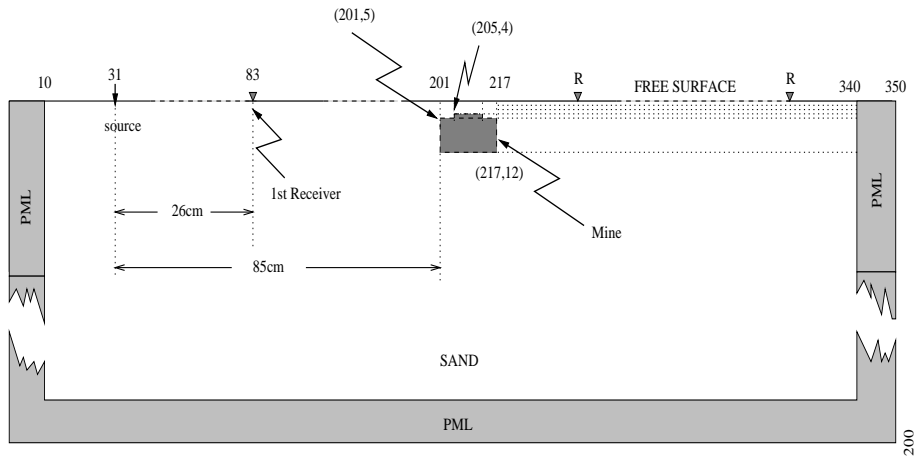 (201,5)
(205,4)
10
31
83
201
217
R
FREE SURFACE
R
340
350
source
1st Receiver
(217,12)
Mine
PML
PML
26cm
85cm
SAND
PML
200